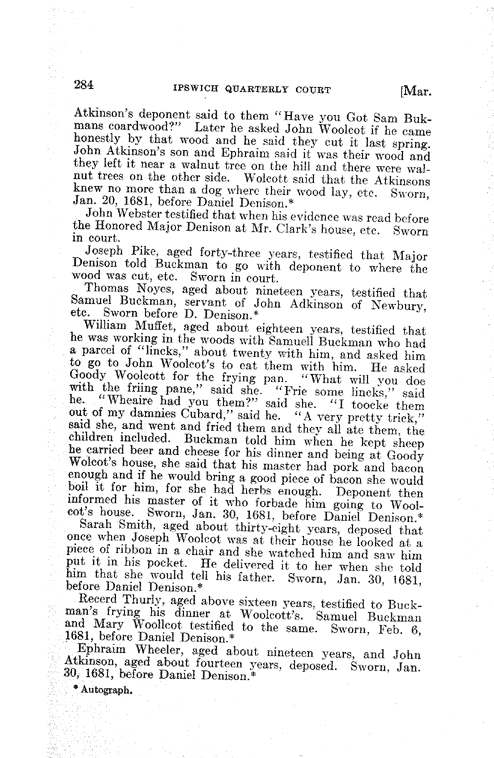 284 IPSWICH QUARTERLY COURT [Mar.
Atkinson's deponent said to them "Have you Got Sam Buk-
mans coardwood?" Later he asked John Woolcot if he came
honestly by that wood and he said they cut it last spring.
John Atkinson's son and Ephraim said it was their wood and
they left it near a walnut tree on the hill and there were wal-
nut trees on the other side. Wolcott said that the Atkinsons
knew no more than a dog where their wood lay, etc. Sworn,
Jan. 20, 1681, before Daniel Denison.*
John Webster testified that when his evidence was read before
the Honored Major Denison at Mr. Clark's house, etc. Sworn
in court.
Joseph Pike, aged forty-three years, testified that Major
Denison told Buckman to go with deponent to where the
wood was cut, etc. Sworn in court.
Thomas Noyes, aged about nineteen years, testified that
Samuel Buckman, servant of John Adkinson of Newbury,
etc. Sworn before D. Denison.*
William Muffet, aged about eighteen years, testified that
he was working in the woods with Samuell Buckman who had
a parcel of "lincks," about twenty with him, and asked him
to go to John Woolcot's to eat them with him. He asked
Goody Woolcott for the frying pan. "What will you doe
with the friing pane," said she. "Frie some lincks," said
he. "Wheaire had you them?" said she. "I toocke them
out of my damnies Cubard," said he. "A very pretty trick,"
said she, and went and fried them and they all ate them, the
children included. Buckman told him when he kept sheep
he carried beer and cheese for his dinner and being at Goody
Wolcot's house, she said that his master had pork and bacon
enough and if he would bring a good piece of bacon she would
boil it for him, for she had herbs enough. Deponent then
informed his master of it who forbade him going to Wool-
cot's house. Sworn, Jan. 30, 1681, before Daniel Denison.*
Sarah Smith, aged about thirty-eight years, deposed that
once when Joseph Woolcot was at their house he looked at a
piece of ribbon in a chair and she watched him and saw him
put it in his pocket. He delivered it to her when she told
him that she would tell his father. Sworn, Jan. 30, 1681,
before Daniel Denison.*
Recerd Thurly, aged above sixteen years, testified to Buck-
man's frying his dinner at Woolcott's. Samuel Buckman
and Mary Woollcot testified to the same. Sworn, Feb. 6,
1681, before Daniel Denison.*
Ephraim Wheeler, aged about nineteen years, and John
Atkinson, aged about fourteen years, deposed. Sworn, Jan.
30, 1681, before Daniel Denison.*
* Autograph.